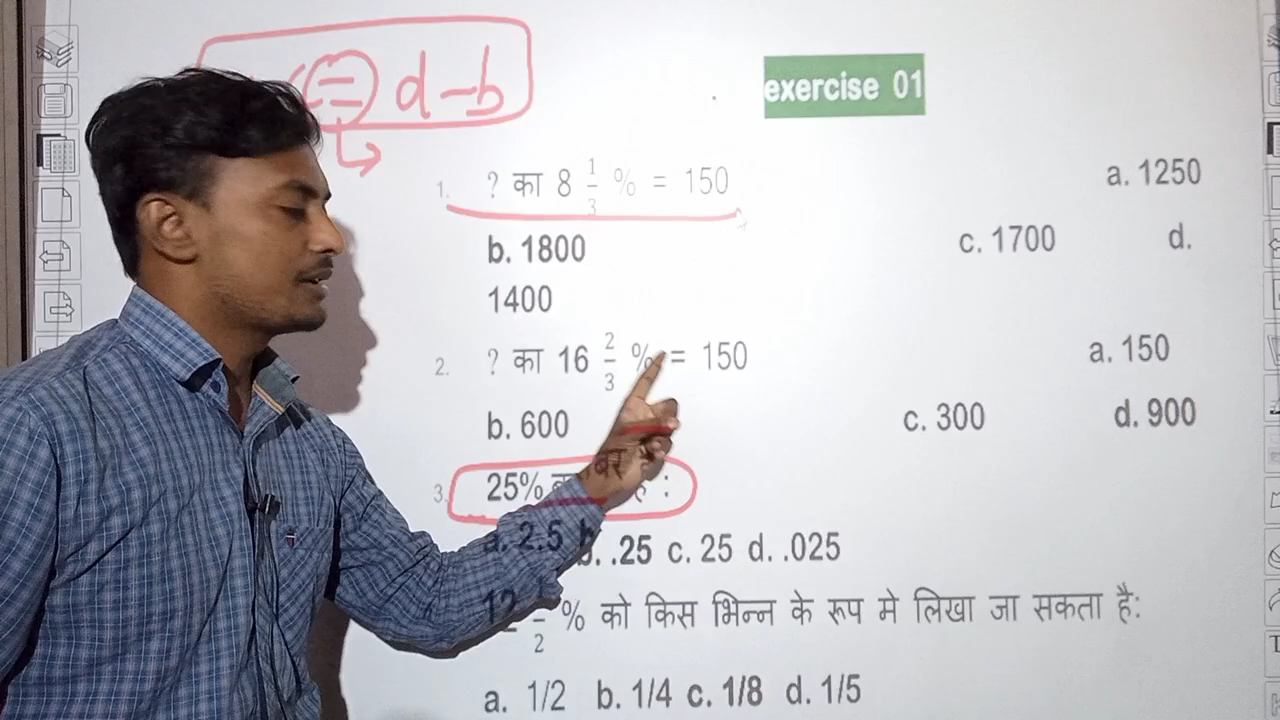 = d - b
exercise 01
1. ? का 8 1/3 % = 150 a. 1250
b. 1800 c. 1700 d.
1400
2. ? का 16 2/3 % = 150 a. 150
b. 600 c. 300 d. 900
3. 25% :
a. 2.5 b. .25 c. 25 d. .025
% को किस भिन्न के रूप मे लिखा जा सकता है:
a. 1/2 b. 1/4 c. 1/8 d. 1/5